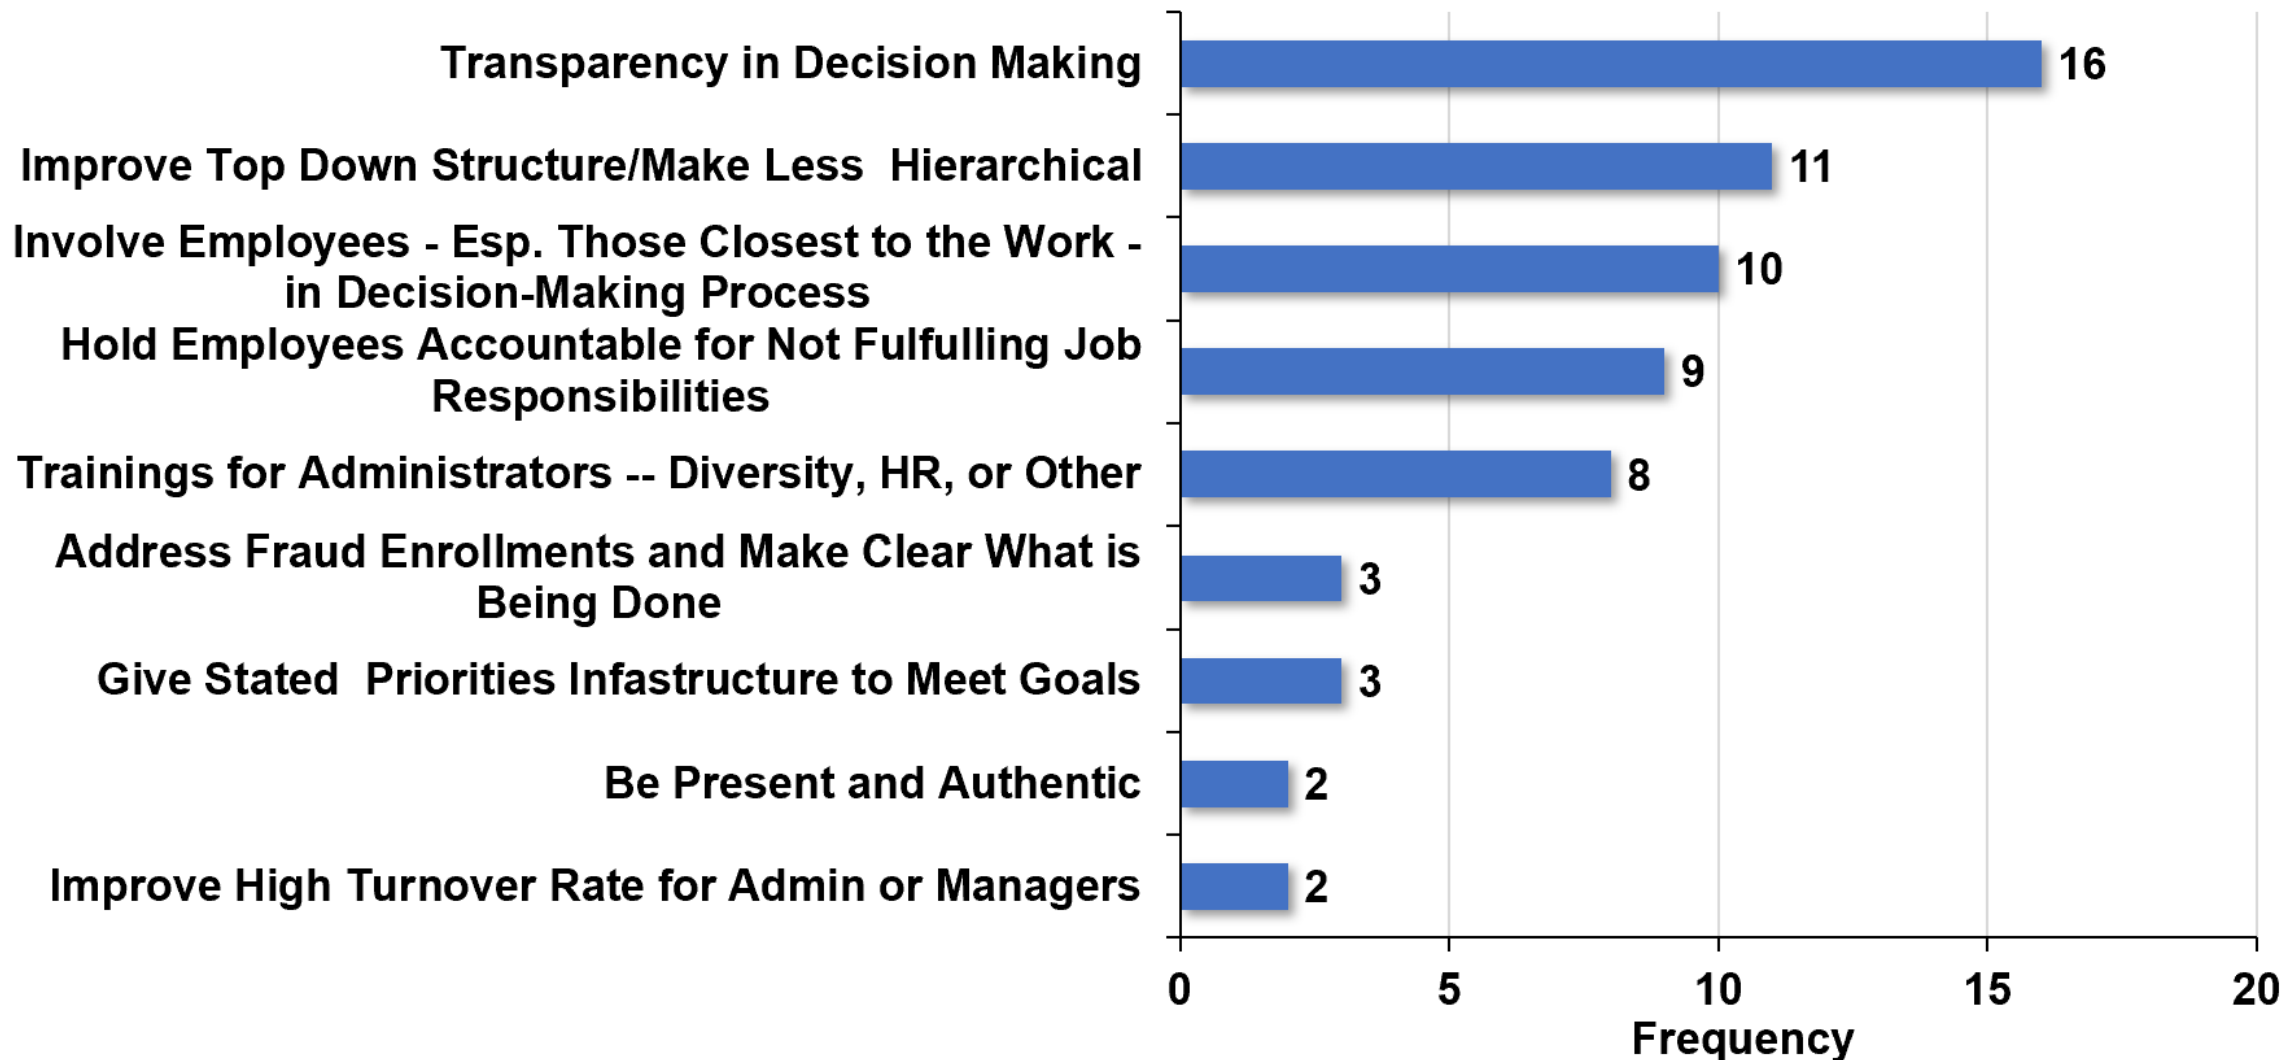 Transparency in Decision Making
16
Improve Top Down Structure/Make Less  Hierarchical
11
Involve Employees - Esp. Those Closest to the Work -
in Decision-Making Process
10
Hold Employees Accountable for Not Fulfulling Job
Responsibilities
9
Trainings for Administrators -- Diversity, HR, or Other
8
Address Fraud Enrollments and Make Clear What is
Being Done
3
Give Stated  Priorities Infastructure to Meet Goals
3
Be Present and Authentic
2
Improve High Turnover Rate for Admin or Managers
2
0 5 10 15 20
Frequency